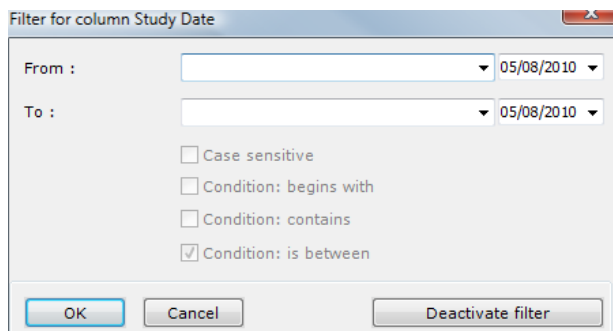 Filter for column Study Date
From : 05/08/2010
To : 05/08/2010
Case sensitive
Condition: begins with
Condition: contains
Condition: is between
OK Cancel Deactivate filter